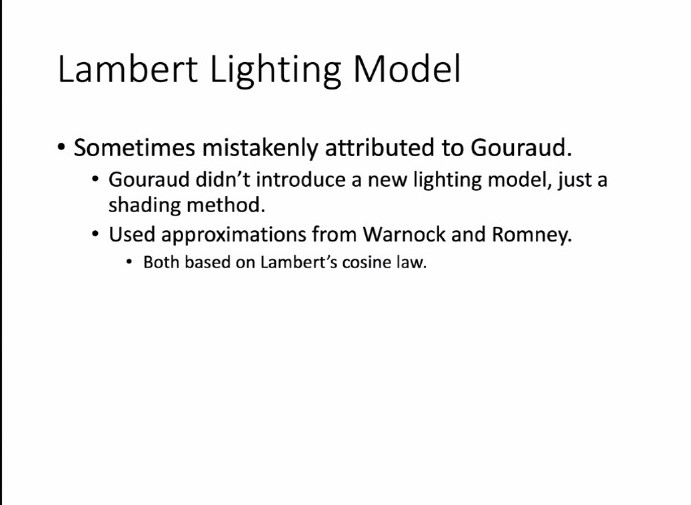 Lambert Lighting Model
• Sometimes mistakenly attributed to Gouraud.
• Gouraud didn’t introduce a new lighting model, just a
shading method.
• Used approximations from Warnock and Romney.
• Both based on Lambert’s cosine law.